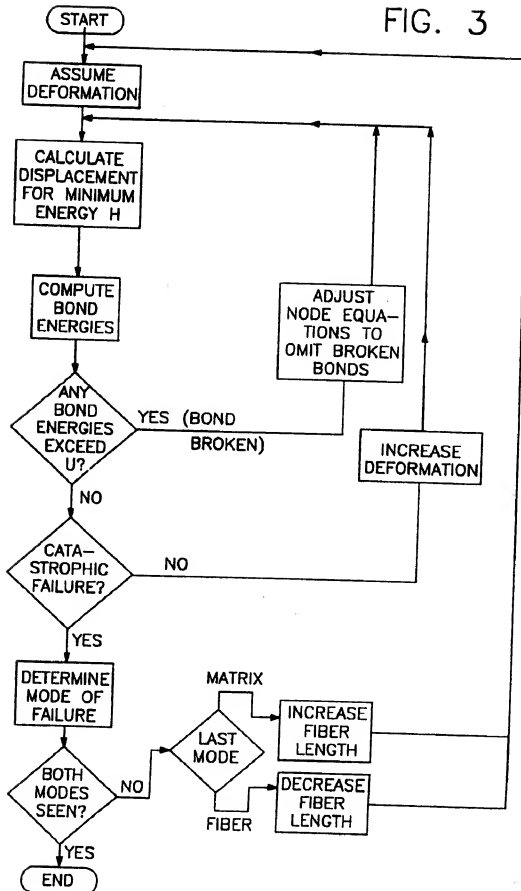 FIG. 3
START
ASSUME
DEFORMATION
CALCULATE
DISPLACEMENT
FOR MINIMUM
ENERGY H
COMPUTE
BOND
ENERGIES
ADJUST
NODE EQUA-
TIONS TO
OMIT BROKEN
BONDS
ANY
BOND
ENERGIES
EXCEED
U?
YES (BOND
BROKEN)
INCREASE
DEFORMATION
NO
CATA-
STROPHIC
FAILURE?
NO
YES
DETERMINE
MODE OF
FAILURE
MATRIX
INCREASE
FIBER
LENGTH
LAST
MODE
BOTH
MODES
SEEN?
NO
DECREASE
FIBER
LENGTH
FIBER
YES
END